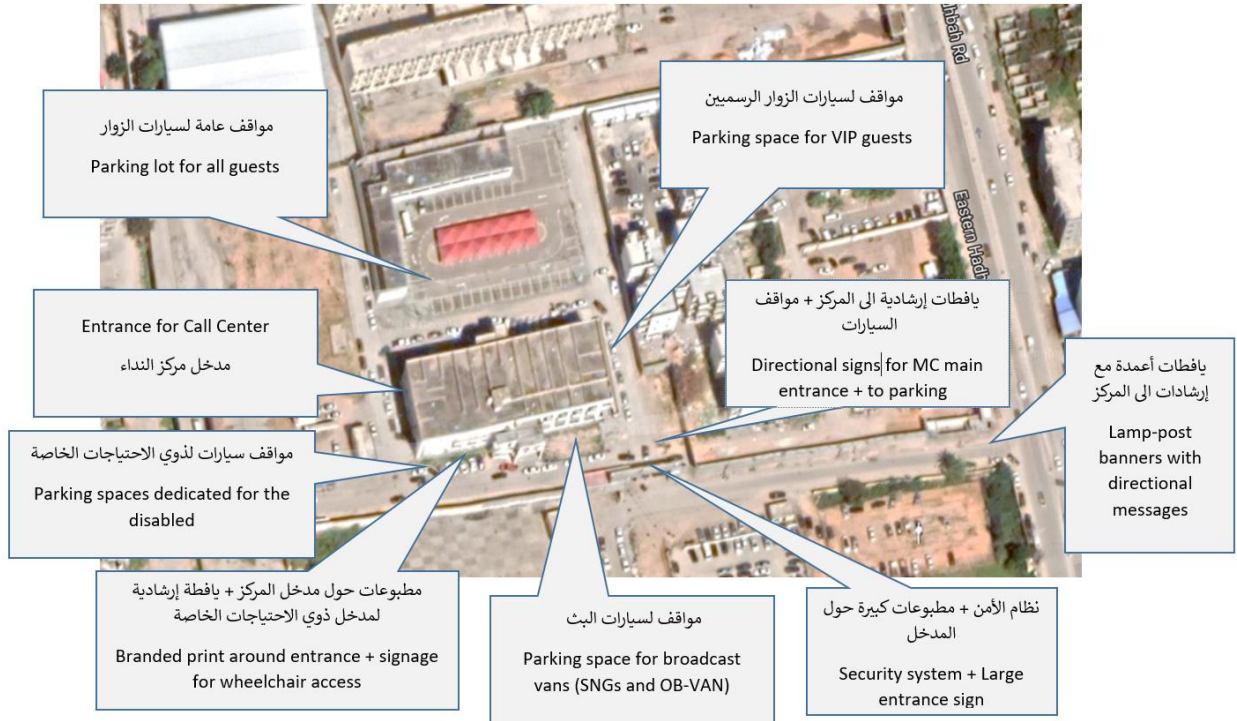 hbah Rd
Eastern Hadh
مواقف عامة لسيارات الزوار
Parking lot for all guests
مواقف لسيارات الزوار الرسميين
Parking space for VIP guests
Entrance for Call Center
مدخل مركز النداء
يافطات إرشادية الى المركز + مواقف
السيارات
Directional signs for MC main
entrance + to parking
يافطات أعمدة مع
إرشادات الى المركز
Lamp-post
banners with
directional
messages
مواقف سيارات لذوي الاحتياجات الخاصة
Parking spaces dedicated for the
disabled
مطبوعات حول مدخل المركز + يافطة إرشادية
لمدخل ذوي الاحتياجات الخاصة
Branded print around entrance + signage
for wheelchair access
مواقف لسيارات البث
Parking space for broadcast
vans (SNGs and OB-VAN)
نظام الأمن + مطبوعات كبيرة حول
المدخل
Security system + Large
entrance sign